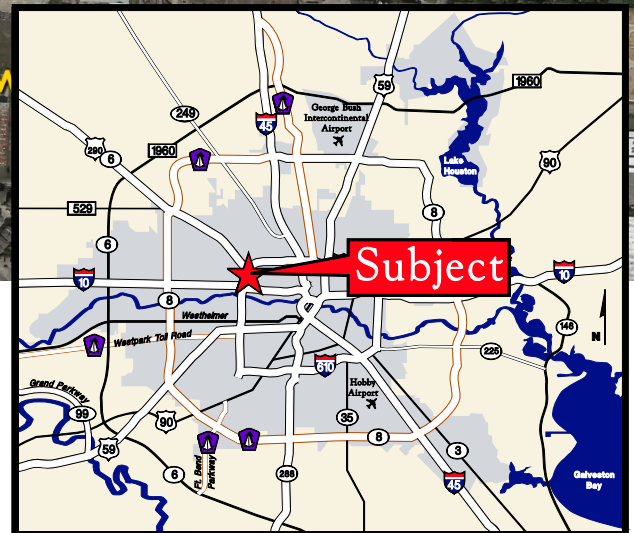 59
1960
249
George Bush
Intercontinental
Airport
45
290
6
1960
90
Lake
Houston
529
8
6
Subject
10
10
8
Westheimer
146
N
Westpark Toll Road
225
610
Grand Parkway
Hobby
Airport
99
90
35
8
59
3
6
Ft. Bend
Parkway
288
45
Galveston
Bay